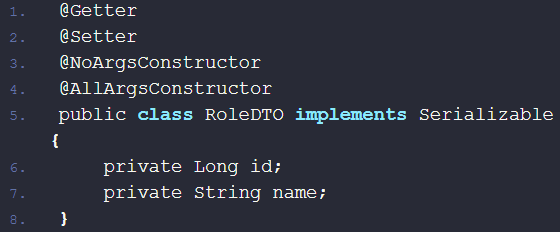 1. @Getter
2. @Setter
3. @NoArgsConstructor
4. @AllArgsConstructor
5. public class RoleDTO implements Serializable
{
6. private Long id;
7. private String name;
8. }